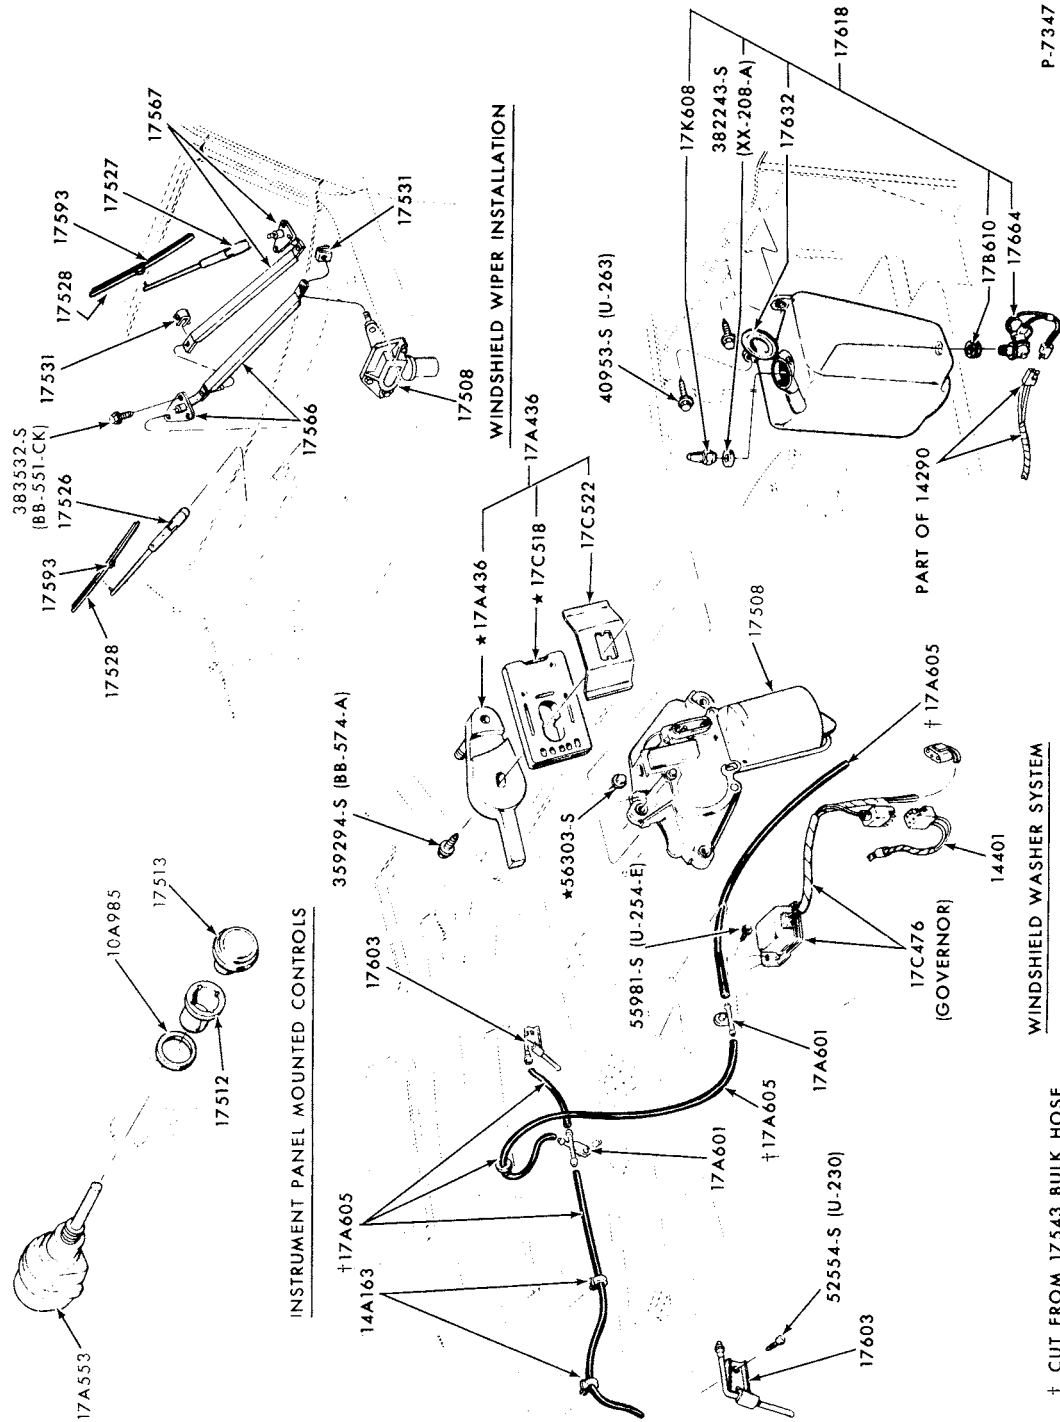 17A553
10A985
17513
17512
INSTRUMENT PANEL MOUNTED CONTROLS
383532-S
(BB-551-CK)
17526
17593
17528
17531
17528
17593
17527
17567
17566
17531
17508
WINDSHIELD WIPER INSTALLATION
359294-S (BB-574-A)
★17A436
★17C518
17C522
17A436
★56303-S
17508
55981-S (U-254-E)
†17A605
17C476
(GOVERNOR)
14401
17603
†17A605
14A163
17A601
†17A605
17A601
52554-S (U-230)
17603
† CUT FROM 17543 BULK HOSE
WINDSHIELD WASHER SYSTEM
40953-S (U-263)
17K608
382243-S
(XX-208-A)
17632
17618
17B610
17664
PART OF 14290
P-7347